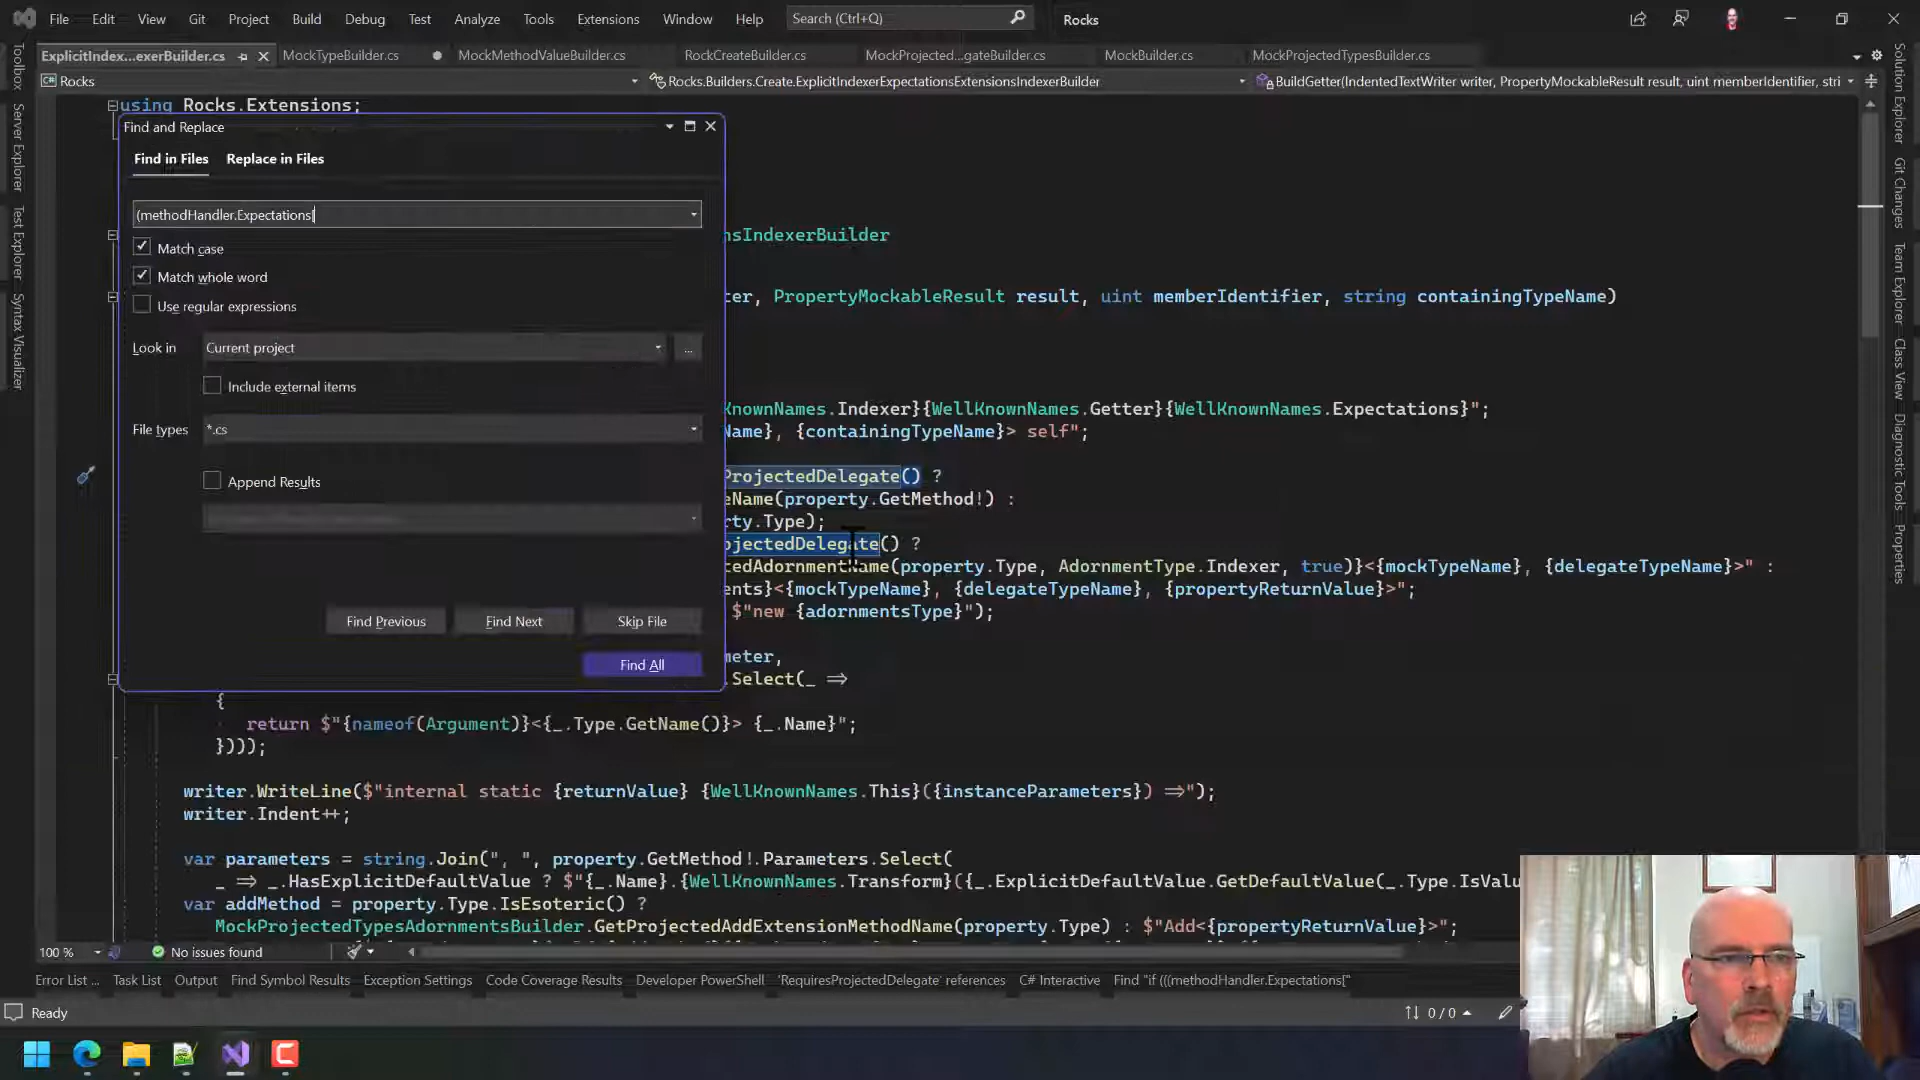 File Edit View Git Project Build Debug Test Analyze Tools Extensions Window Help Search (Ctrl+Q) Rocks
ExplicitIndex...exerBuilder.cs MockTypeBuilder.cs MockMethodValueBuilder.cs RockCreateBuilder.cs MockProjected...gateBuilder.cs MockBuilder.cs MockProjectedTypesBuilder.cs
Rocks Rocks.Builders.Create.ExplicitIndexerExpectationsExtensionsIndexerBuilder BuildGetter(IndentedTextWriter writer, PropertyMockableResult result, uint memberIdentifier, stri
Toolbox
Server Explorer
Test Explorer
Syntax Visualizer
using Rocks.Extensions;
Find and Replace
Find in Files Replace in Files
(methodHandler.Expectations[
Match case
Match whole word
Use regular expressions
Look in Current project ...
Include external items
File types *.cs
Append Results
Find Previous Find Next Skip File
Find All
nsIndexerBuilder
ter, PropertyMockableResult result, uint memberIdentifier, string containingTypeName)
KnownNames.Indexer}{WellKnownNames.Getter}{WellKnownNames.Expectations}";
Name}, {containingTypeName}> self";
ProjectedDelegate() ?
eName(property.GetMethod!) :
rty.Type);
ojectedDelegate() ?
tedAdornmentName(property.Type, AdornmentType.Indexer, true)}<{mockTypeName}, {delegateTypeName}>" :
ents}<{mockTypeName}, {delegateTypeName}, {propertyReturnValue}>";
$"new {adornmentsType}");
meter,
.Select(_ =>
{
return $"{nameof(Argument)}<{_.Type.GetName()}> {_.Name}";
})));
writer.WriteLine($"internal static {returnValue} {WellKnownNames.This}({instanceParameters}) =>");
writer.Indent++;
var parameters = string.Join(", ", property.GetMethod!.Parameters.Select(
_ => _.HasExplicitDefaultValue ? $"{_.Name}.{WellKnownNames.Transform}({_.ExplicitDefaultValue.GetDefaultValue(_.Type.IsValu
var addMethod = property.Type.IsEsoteric() ?
MockProjectedTypesAdornmentsBuilder.GetProjectedAddExtensionMethodName(property.Type) : $"Add<{propertyReturnValue}>";
Solution Explorer
Git Changes
Team Explorer
Class View
Diagnostic Tools
Properties
100 % No issues found
Error List ... Task List Output Find Symbol Results Exception Settings Code Coverage Results Developer PowerShell 'RequiresProjectedDelegate' references C# Interactive Find "if (((methodHandler.Expectations["
Ready 0 / 0